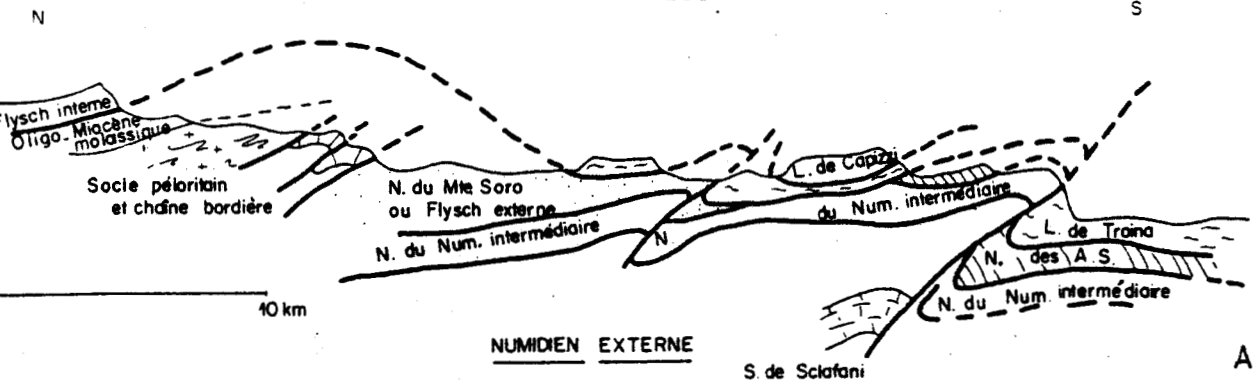 N
S
Flysch interne
Oligo-Miocène
molassique
Socle péloritain
et chaîne bordière
N. du Mte Soro
ou Flysch externe
N. du Num. intermédiaire
N
L. de Capizzi
du Num. intermédiaire
L. de Troina
N. des A.S.
N. du Num. intermédiaire
10 km
NUMIDIEN EXTERNE
S. de Sclafani
A